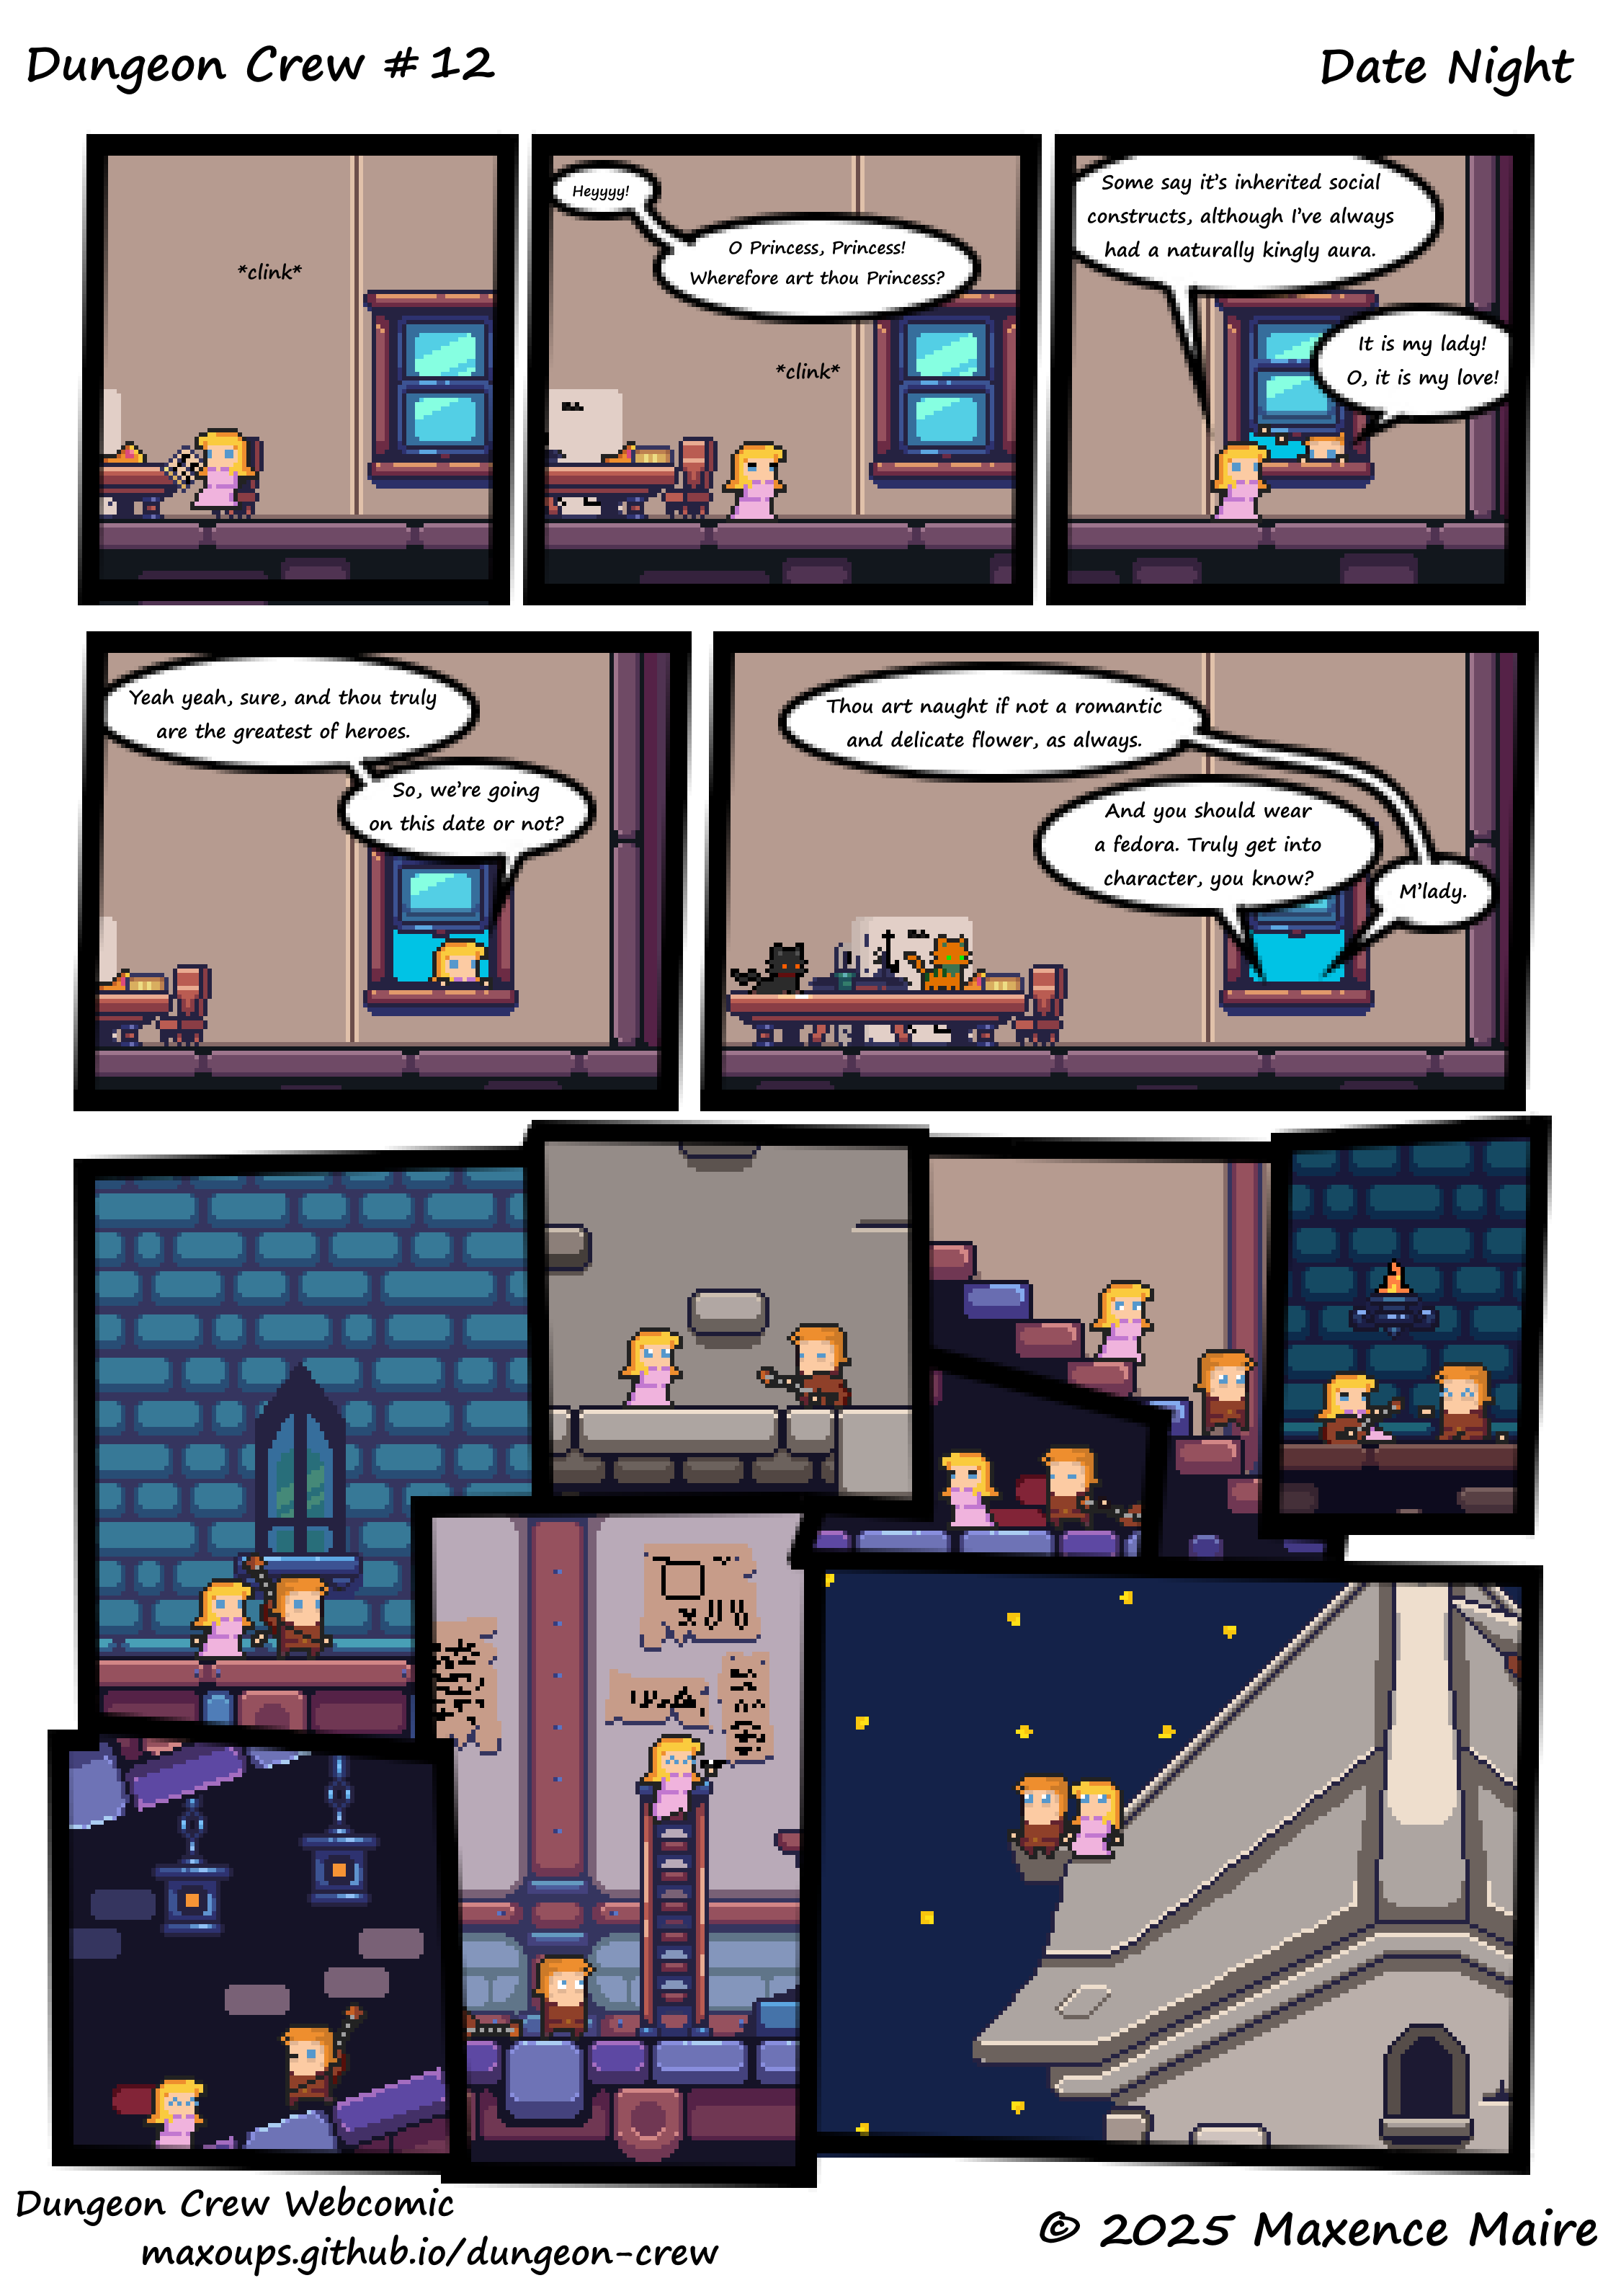 Dungeon Crew #12
Date Night
*clink*
Heyyyy!
O Princess, Princess!
Wherefore art thou Princess?
*clink*
Some say it's inherited social
constructs, although I've always
had a naturally kingly aura.
It is my lady!
O, it is my love!
Yeah yeah, sure, and thou truly
are the greatest of heroes.
So, we're going
on this date or not?
Thou art naught if not a romantic
and delicate flower, as always.
And you should wear
a fedora. Truly get into
character, you know?
M'lady.
Dungeon Crew Webcomic
maxoups.github.io/dungeon-crew
© 2025 Maxence Maire